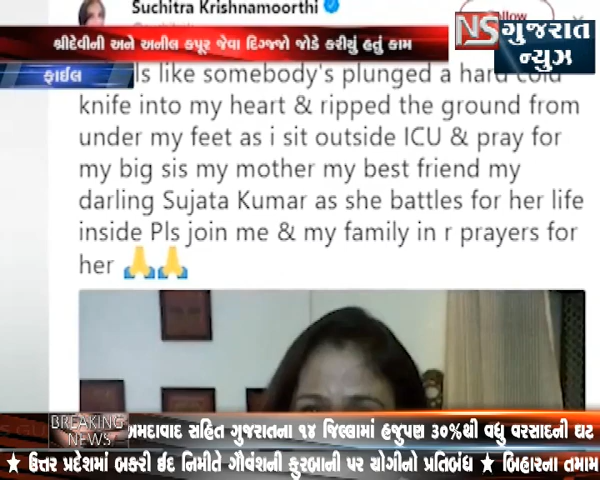 Suchitra Krishnamoorthi
Follow
NS ગુજરાત
ન્યુઝ
શ્રીદેવીની અને અનીલ કપૂર જેવા દિગ્જ્જો જોડે કરીયું હતું કામ
ફાઈલ
ls like somebody's plunged a hard cold
knife into my heart & ripped the ground from
under my feet as i sit outside ICU & pray for
my big sis my mother my best friend my
darling Sujata Kumar as she battles for her life
inside Pls join me & my family in r prayers for
her 🙏🙏
BREAKING
NEWS
અમદાવાદ સહિત ગુજરાતના ૧૪ જિલ્લામાં હજુપણ ૩૦%થી વધુ વરસાદની ઘટ
★ ઉત્તર પ્રદેશમાં બકરી ઈદ નિમીતે ગૌવંશની કુરબાની પર યોગીનો પ્રતિબંધ ★ બિહારના તમામ